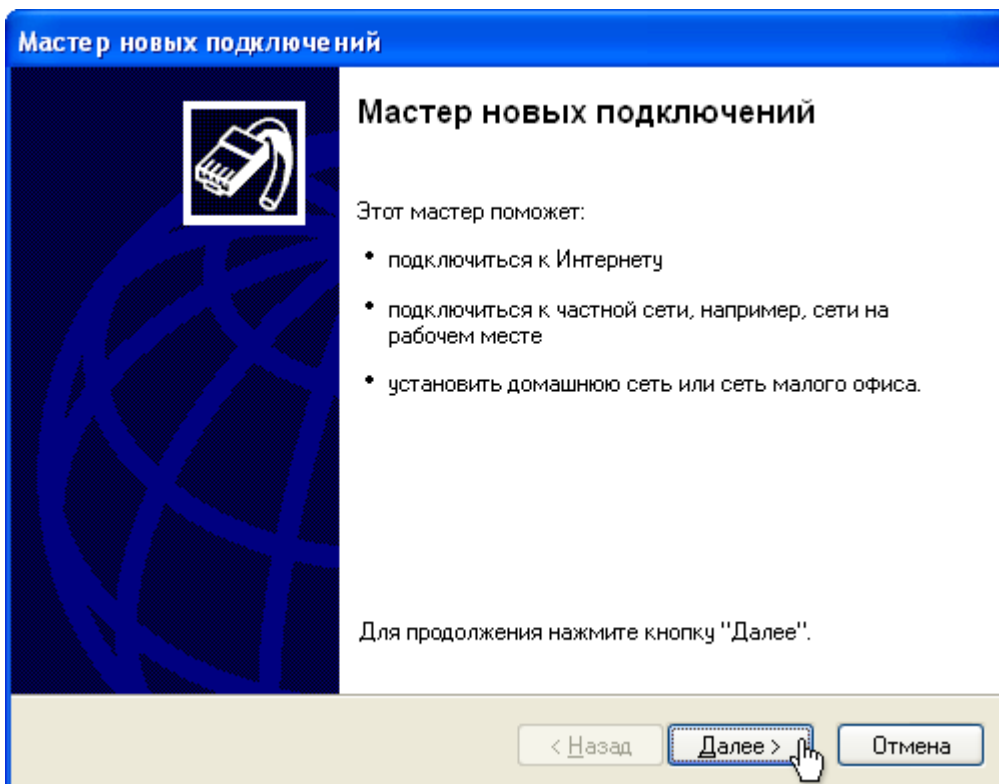 Мастер новых подключений
Мастер новых подключений
Этот мастер поможет:
• подключиться к Интернету
• подключиться к частной сети, например, сети на
рабочем месте
• установить домашнюю сеть или сеть малого офиса.
Для продолжения нажмите кнопку "Далее".
< Назад Далее > Отмена